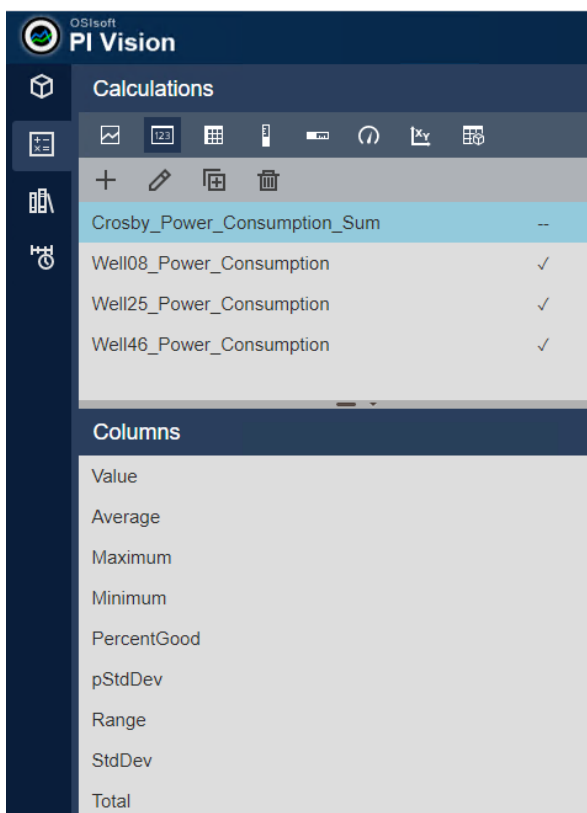 OSIsoft
PI Vision
Calculations
123
XY
Crosby_Power_Consumption_Sum --
Well08_Power_Consumption ✓
Well25_Power_Consumption ✓
Well46_Power_Consumption ✓
Columns
Value
Average
Maximum
Minimum
PercentGood
pStdDev
Range
StdDev
Total